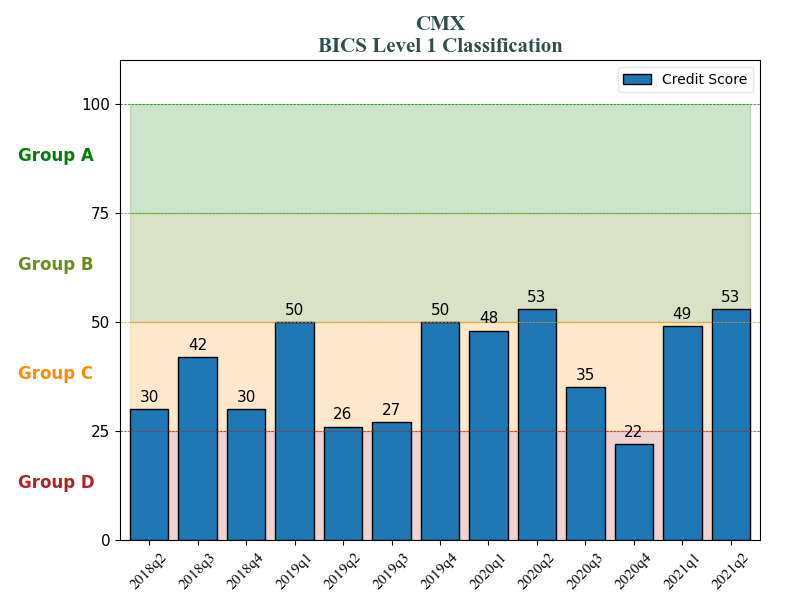 CMX
BICS Level 1 Classification
Credit Score
100
Group A
75
Group B
50
Group C
25
Group D
0
30
42
30
50
26
27
50
48
53
35
22
49
53
2018q2
2018q3
2018q4
2019q1
2019q2
2019q3
2019q4
2020q1
2020q2
2020q3
2020q4
2021q1
2021q2